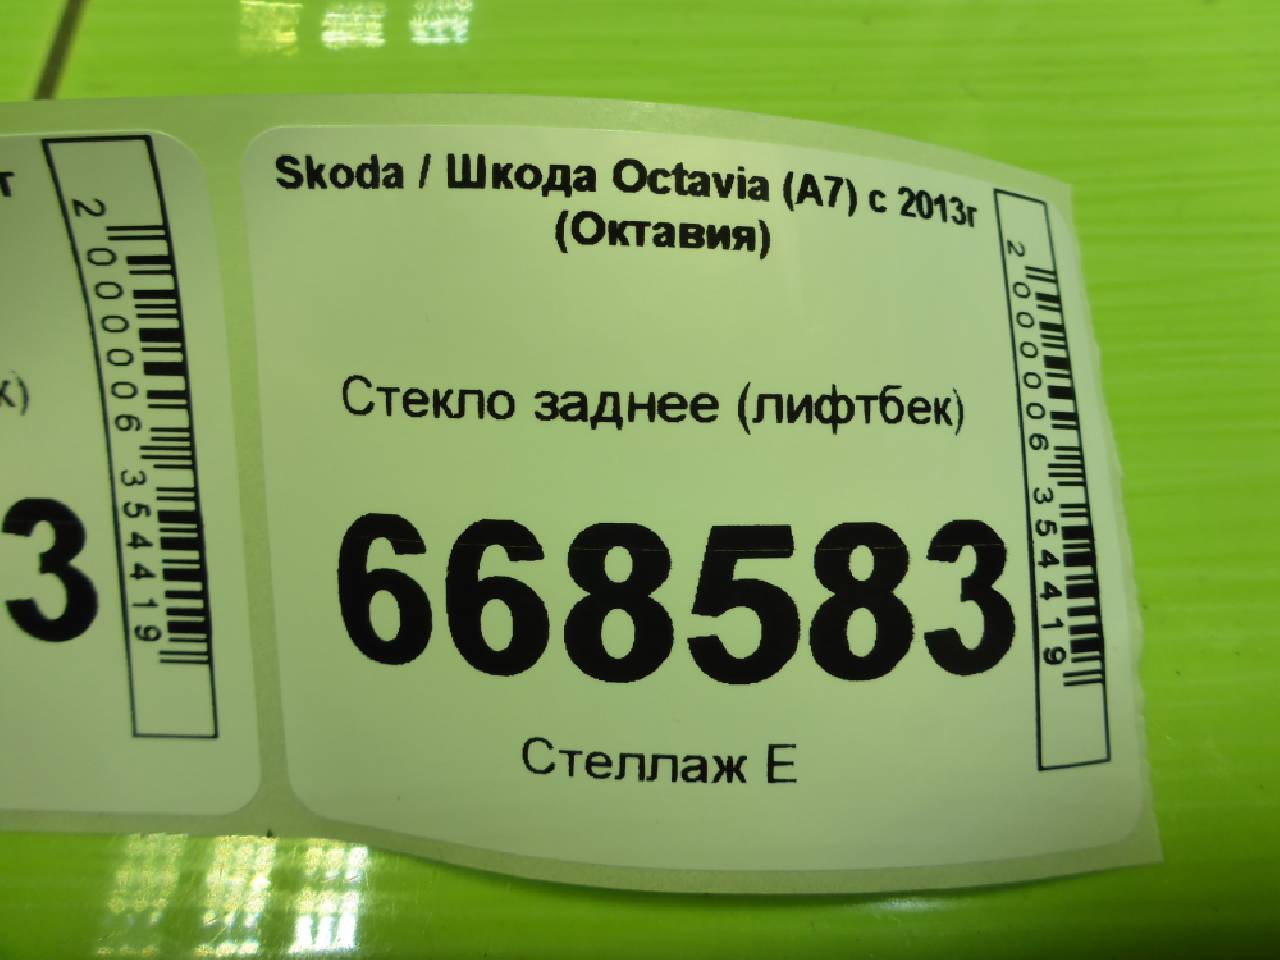 Skoda / Шкода Octavia (A7) с 2013г
(Октавия)
Стекло заднее (лифтбек)
668583
Стеллаж Е
2000006354419
г
к)
3
2000006354419